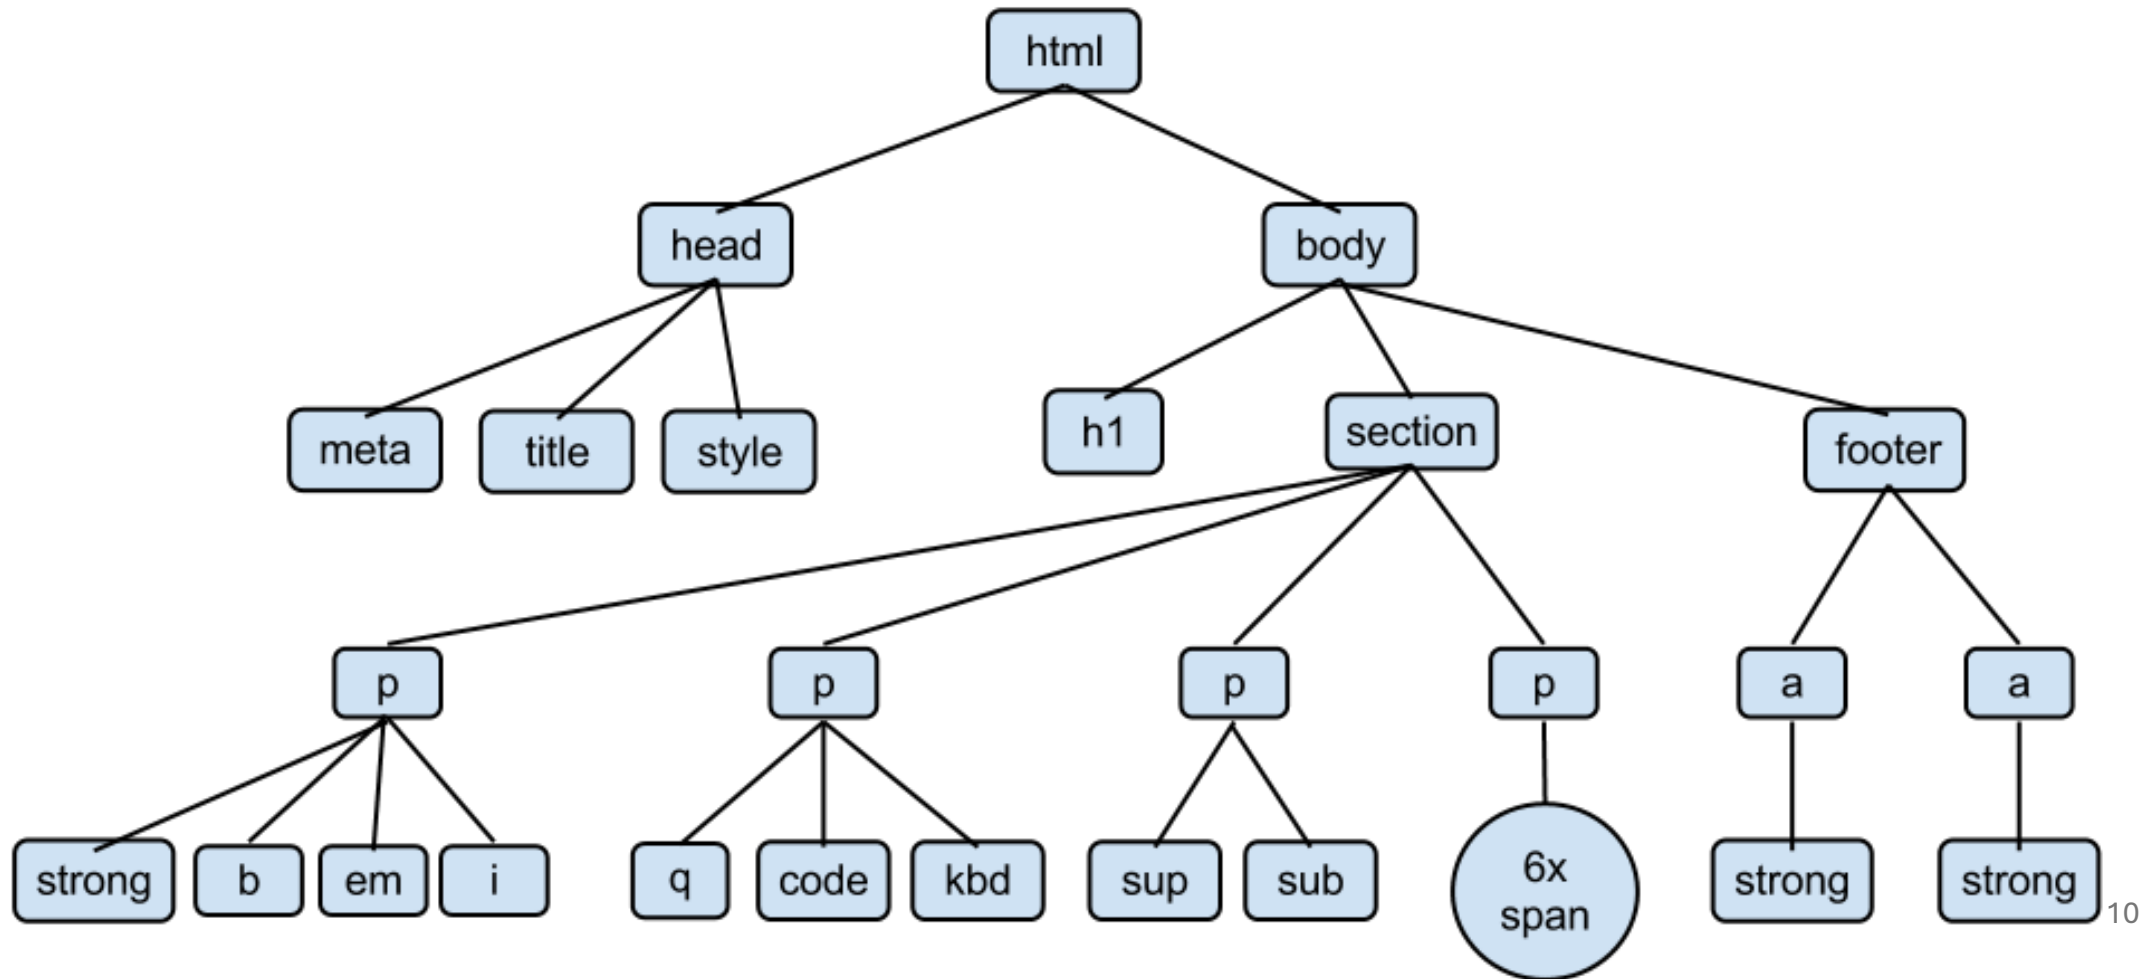 html
head
body
meta
title
style
h1
section
footer
p
p
p
p
a
a
strong
b
em
i
q
code
kbd
sup
sub
6x
span
strong
strong
10